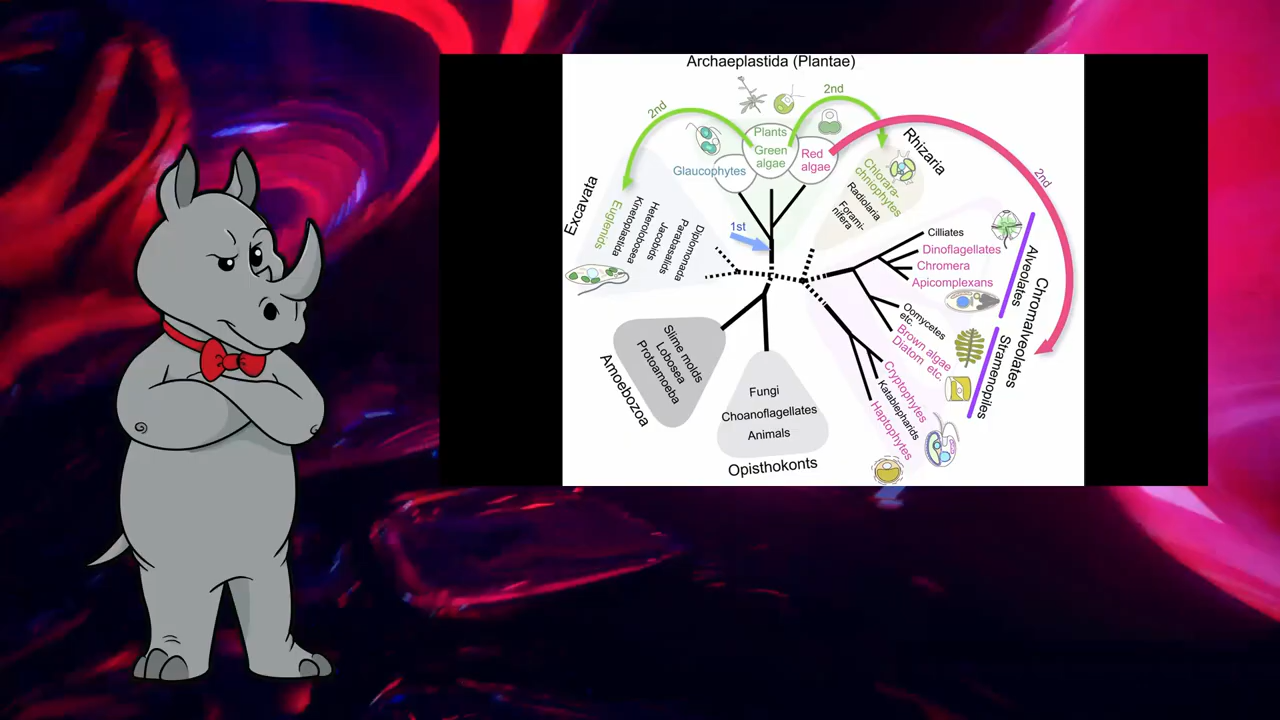 Archaeplastida (Plantae)
2nd
2nd
Plants
Green
algae
Red
algae
Glaucophytes
1st
2nd
Rhizaria
Chlorara-
chniophytes
Radiolaria
Forami-
nifera
Excavata
Euglenids
Kinetoplastida
Heterolobosea
Jacobids
Parabasalids
Diplomonada
Cilliates
Dinoflagellates
Chromera
Apicomplexans
Alveolates
Chromalveolates
Oomycetes
etc.
Brown algae
Diatom etc.
Stramenopiles
Cryptophytes
Katablepharids
Haptophytes
Slime molds
Lobosea
Protoamoeba
Amoebozoa
Fungi
Choanoflagellates
Animals
Opisthokonts